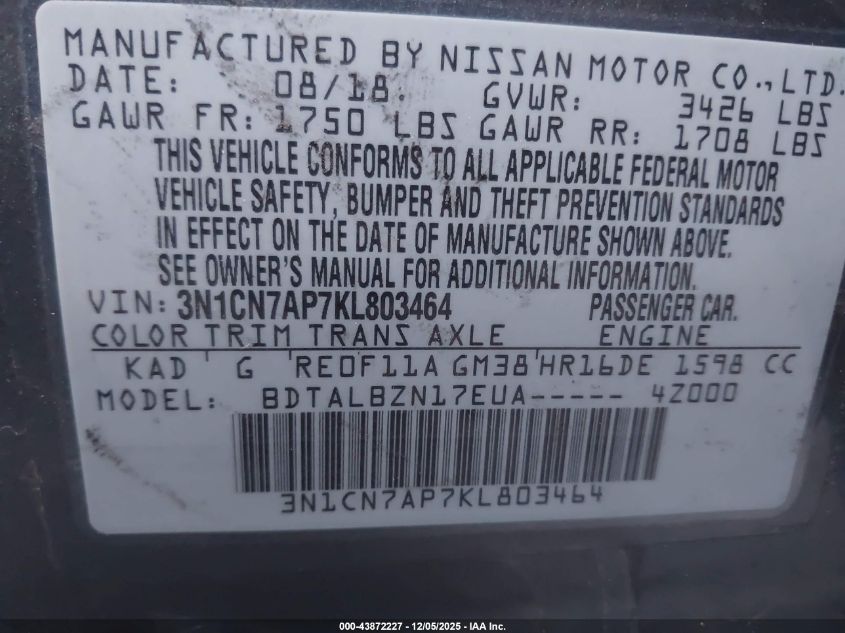 MANUFACTURED BY NISSAN MOTOR CO.,LTD.
DATE: 08/18 GVWR: 3426 LBS
GAWR FR: 1750 LBS GAWR RR: 1708 LBS
THIS VEHICLE CONFORMS TO ALL APPLICABLE FEDERAL MOTOR
VEHICLE SAFETY, BUMPER AND THEFT PREVENTION STANDARDS
IN EFFECT ON THE DATE OF MANUFACTURE SHOWN ABOVE.
SEE OWNER'S MANUAL FOR ADDITIONAL INFORMATION.
VIN: 3N1CN7AP7KL803464 PASSENGER CAR.
COLOR TRIM TRANS AXLE ENGINE
KAD ' G 'RE0F11A GM38'HR16DE 1598 CC
MODEL: BDTALBZN17EUA----- 4Z000
3N1CN7AP7KL803464
000-43872227 - 12/05/2025 - IAA Inc.